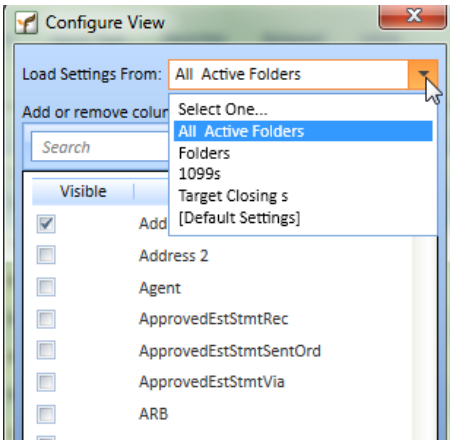 Configure View
Load Settings From: All Active Folders
Add or remove colur
Select One...
All Active Folders
Folders
1099s
Target Closing s
[Default Settings]
Search
Visible
Add
Address 2
Agent
ApprovedEstStmtRec
ApprovedEstStmtSentOrd
ApprovedEstStmtVia
ARB